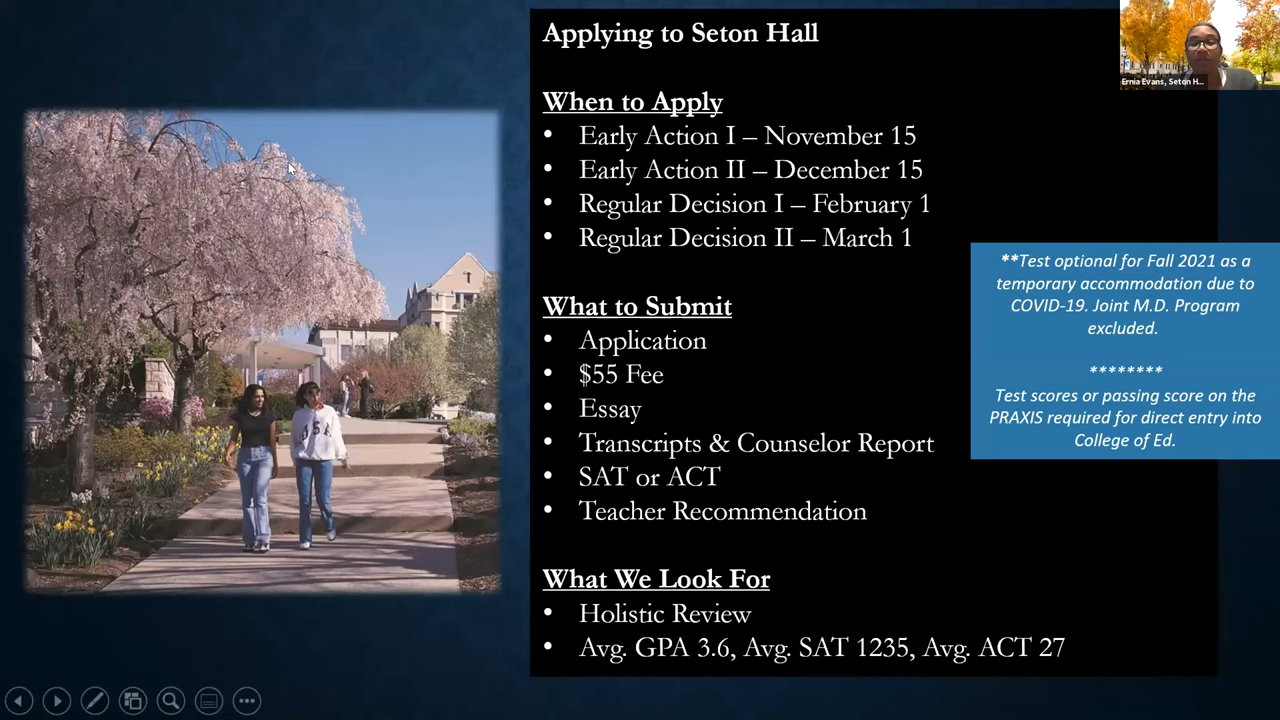 Applying to Seton Hall
When to Apply
• Early Action I – November 15
• Early Action II – December 15
• Regular Decision I – February 1
• Regular Decision II – March 1
What to Submit
• Application
• $55 Fee
• Essay
• Transcripts & Counselor Report
• SAT or ACT
• Teacher Recommendation
What We Look For
• Holistic Review
• Avg. GPA 3.6, Avg. SAT 1235, Avg. ACT 27
**Test optional for Fall 2021 as a
temporary accommodation due to
COVID-19. Joint M.D. Program
excluded.
********
Test scores or passing score on the
PRAXIS required for direct entry into
College of Ed.
Ernia Evans, Seton H...